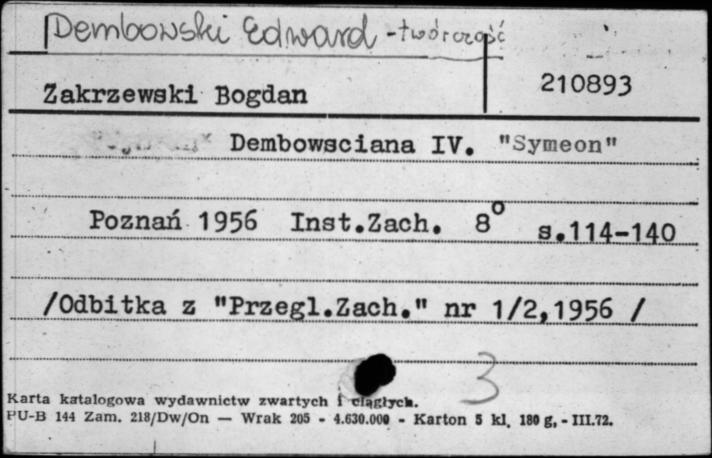 Dembowski Edward - twórczość
Zakrzewski Bogdan 210893
Dembowsciana IV. "Symeon"
Poznań 1956 Inst.Zach. 8° s.114-140
/Odbitka z "Przegl.Zach." nr 1/2,1956 /
3
Karta katalogowa wydawnictw zwartych i ciągłych.
PU-B 144 Zam. 218/Dw/On — Wrak 205 - 4.630.000 - Karton 5 kl. 180 g, - III.72.